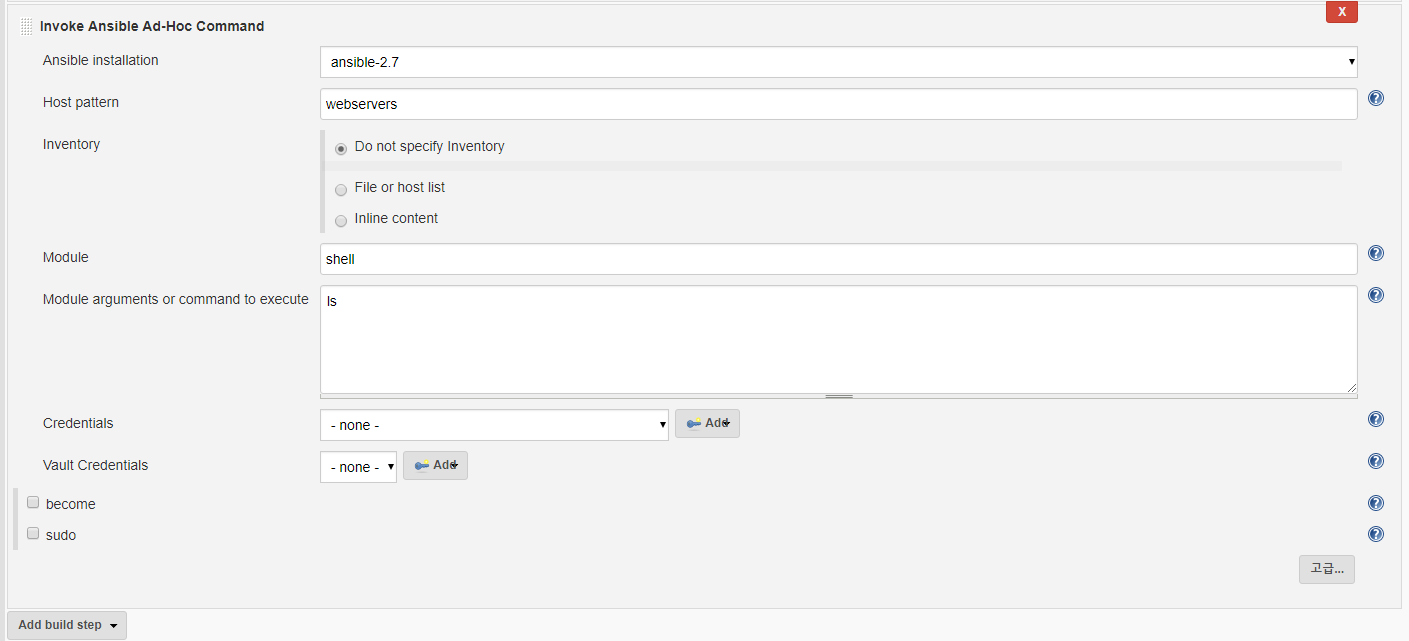 Invoke Ansible Ad-Hoc Command
X
Ansible installation
ansible-2.7
Host pattern
webservers
Inventory
Do not specify Inventory
File or host list
Inline content
Module
shell
Module arguments or command to execute
ls
Credentials
- none -
Add
Vault Credentials
- none -
Add
become
sudo
고급...
Add build step